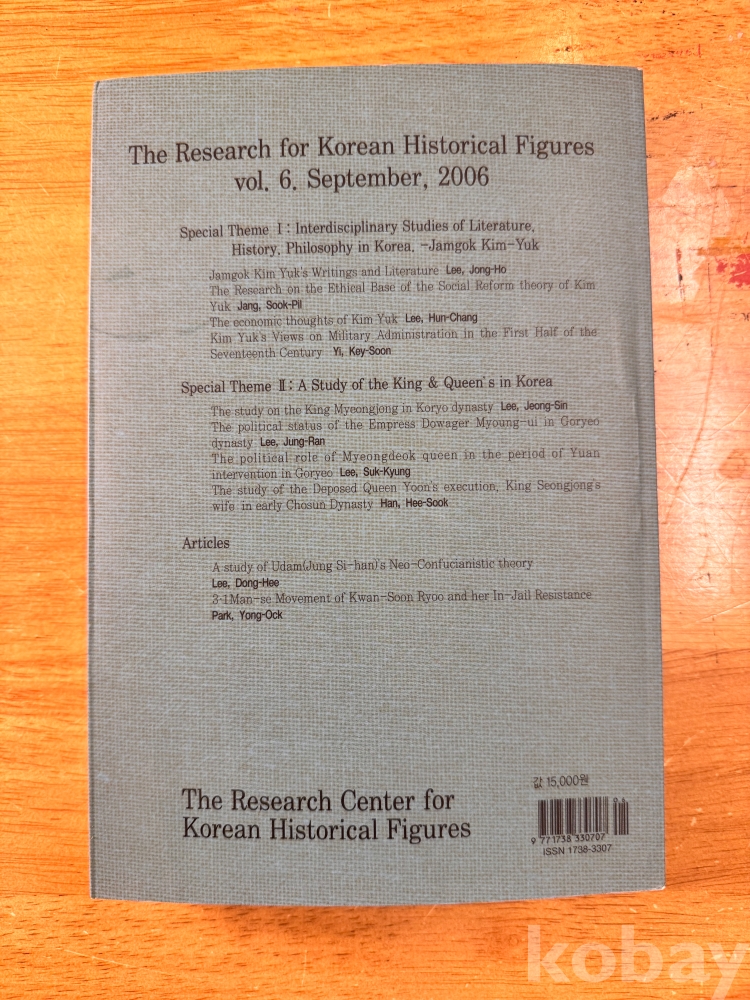 The Research for Korean Historical Figures
vol. 6. September, 2006
Special Theme Ⅰ: Interdisciplinary Studies of Literature,
History, Philosophy in Korea. -Jamgok Kim-Yuk
Jamgok Kim Yuk's Writings and Literature Lee, Jong-Ho
The Research on the Ethical Base of the Social Reform theory of Kim
Yuk Jang, Sook-Pil
The economic thoughts of Kim Yuk Lee, Hun-Chang
Kim Yuk's Views on Military Administration in the First Half of the
Seventeenth Century Yi, Key-Soon
Special Theme Ⅱ: A Study of the King & Queen's in Korea
The study on the King Myeongjong in Koryo dynasty Lee, Jeong-Sin
The political status of the Empress Dowager Myoung-ui in Goryeo
dynasty Lee, Jung-Ran
The political role of Myeongdeok queen in the period of Yuan
intervention in Goryeo Lee, Suk-Kyung
The study of the Deposed Queen Yoon's execution, King Seongjong's
wife in early Chosun Dynasty Han, Hee-Sook
Articles
A study of Udam(Jung Si-han)'s Neo-Confucianistic theory
Lee, Dong-Hee
3·1Man-se Movement of Kwan-Soon Ryoo and her In-Jail Resistance
Park, Yong-Ock
The Research Center for
Korean Historical Figures
값 15,000원
9 771738 330707
ISSN 1738-3307
kobay